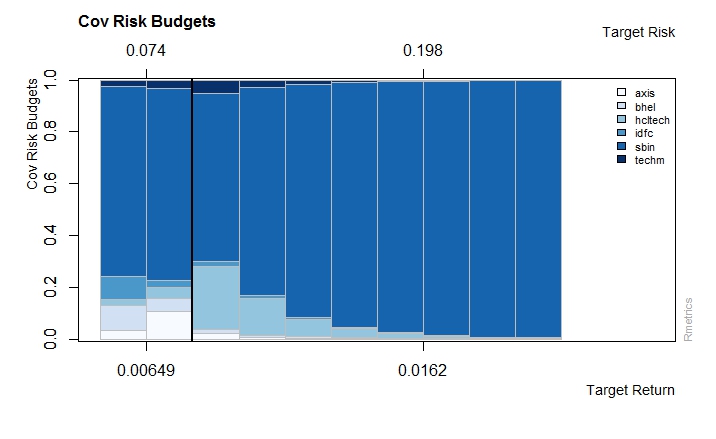 Cov Risk Budgets
Target Risk
0.074
0.198
Cov Risk Budgets
1.0
0.8
0.6
0.4
0.2
0.0
axis
bhel
hcltech
idfc
sbin
techm
Rmetrics
0.00649
0.0162
Target Return